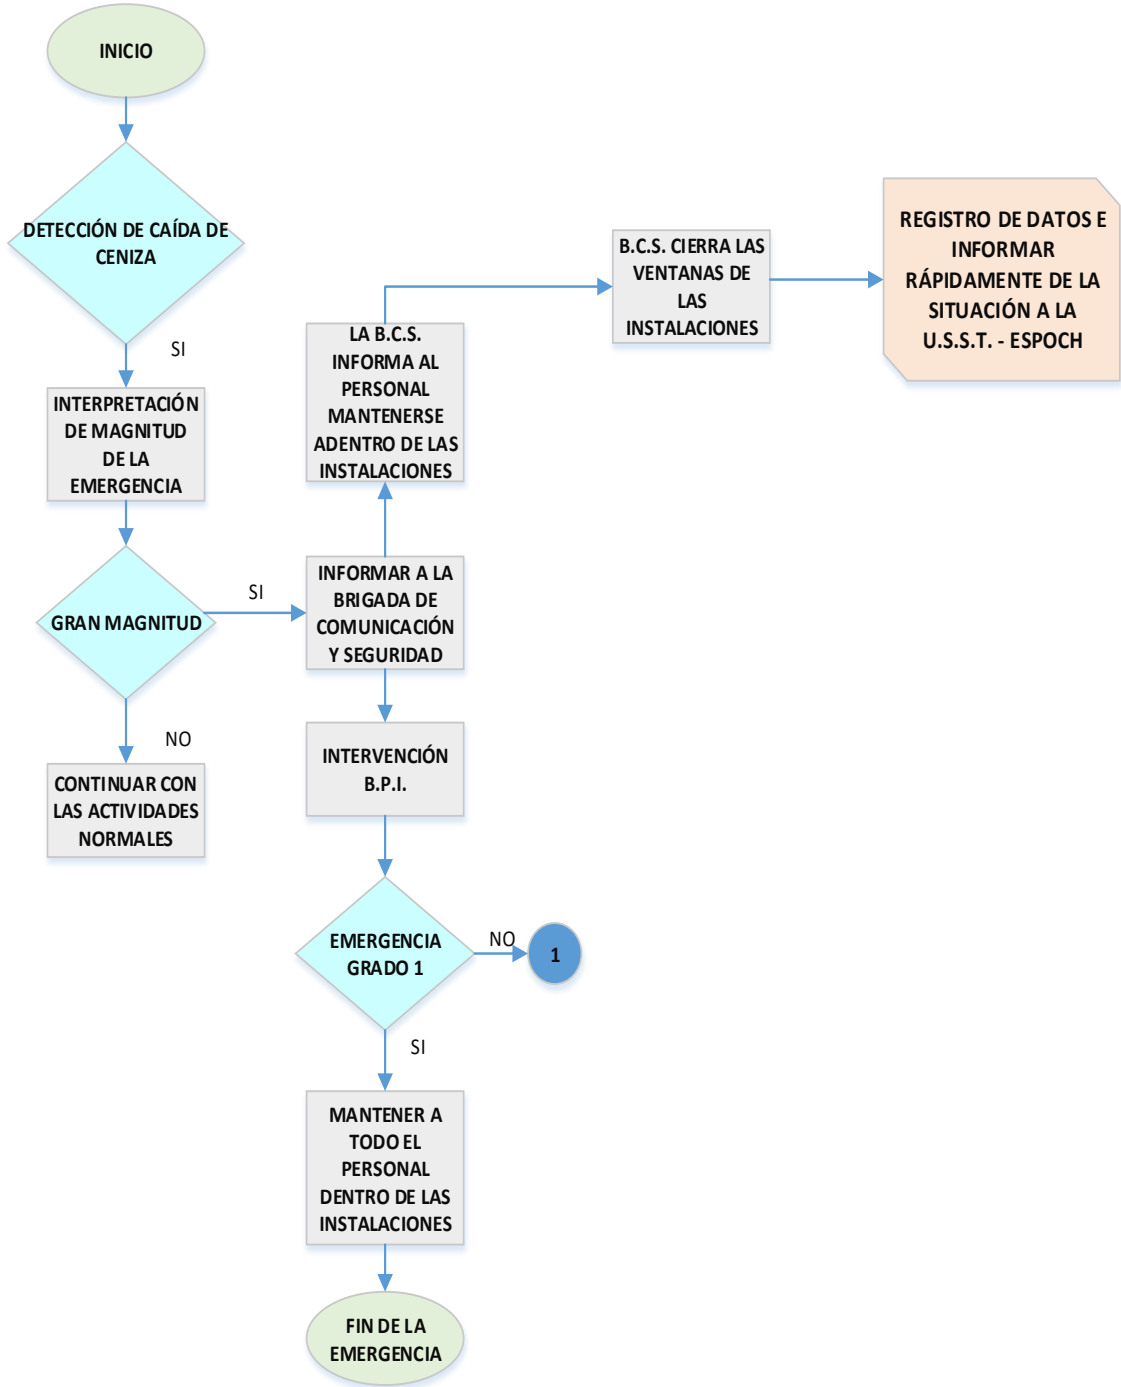 INICIO
DETECCIÓN DE CAÍDA DE
CENIZA
SI
INTERPRETACIÓN
DE MAGNITUD
DE LA
EMERGENCIA
GRAN MAGNITUD
SI
NO
CONTINUAR CON
LAS ACTIVIDADES
NORMALES
INFORMAR A LA
BRIGADA DE
COMUNICACIÓN
Y SEGURIDAD
LA B.C.S.
INFORMA AL
PERSONAL
MANTENERSE
ADENTRO DE LAS
INSTALACIONES
B.C.S. CIERRA LAS
VENTANAS DE
LAS
INSTALACIONES
REGISTRO DE DATOS E
INFORMAR
RÁPIDAMENTE DE LA
SITUACIÓN A LA
U.S.S.T. - ESPOCH
INTERVENCIÓN
B.P.I.
EMERGENCIA
GRADO 1
NO
1
SI
MANTENER A
TODO EL
PERSONAL
DENTRO DE LAS
INSTALACIONES
FIN DE LA
EMERGENCIA